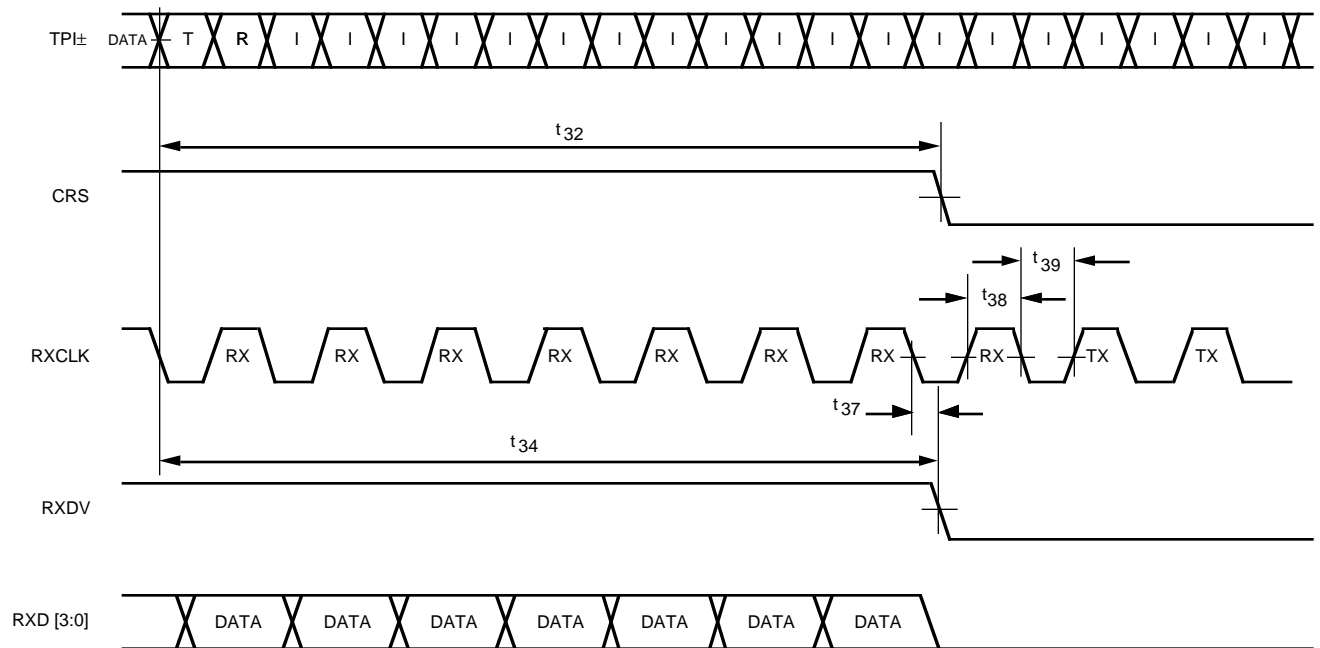 TPI± DATA T R I I I I I I I I I I I I I I I I I I I
t32
CRS
t39
t38
RXCLK RX RX RX RX RX RX RX RX TX TX
t37
t34
RXDV
RXD [3:0] DATA DATA DATA DATA DATA DATA DATA